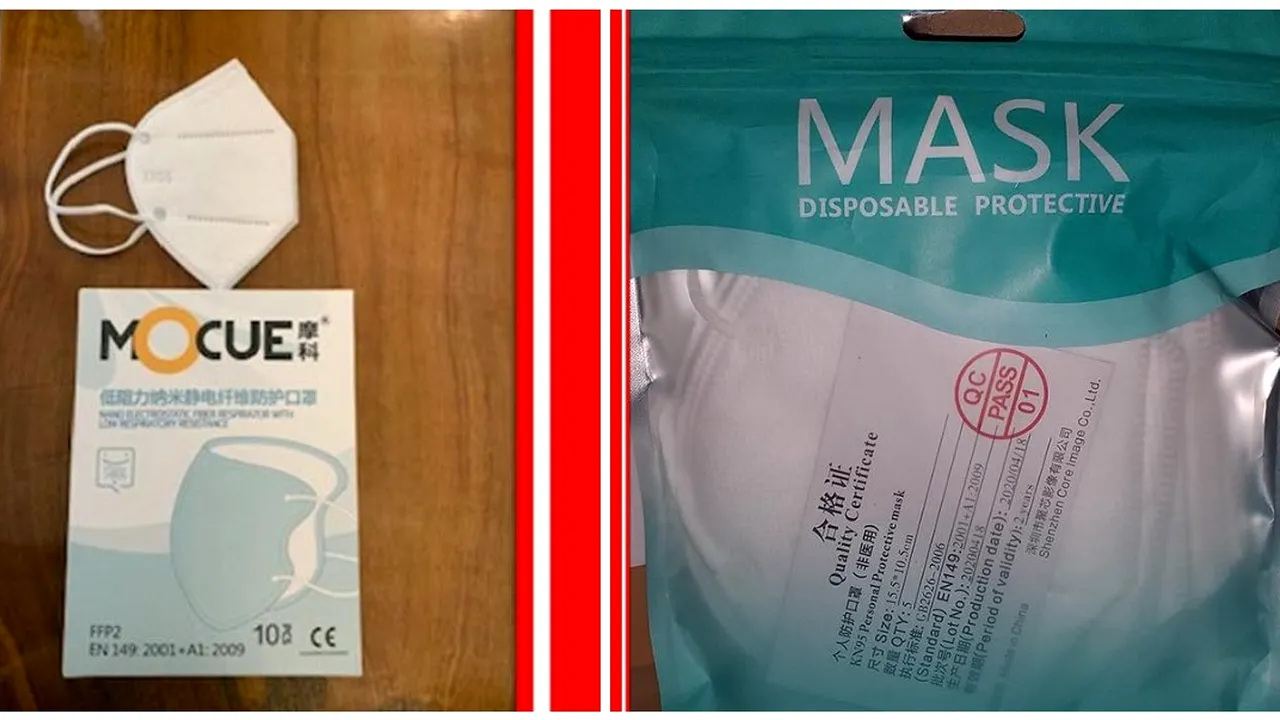 MOCUE 摩科®
低阻力纳米静电纤维防护口罩
NANO ELECTROSTATIC FIBER RESPIRATOR WITH
LOW RESPIRATORY RESISTANCE
FFP2
EN 149: 2001+A1: 2009
10 CE
MASK
DISPOSABLE PROTECTIVE
QC
PASS
01
合格证
Quality Certificate
个人防护口罩（非医用）
KN95 Personal Protective mask
尺寸 Size: 15.5*10.5cm
数量 QTY: 5
执行标准: GB2626-2006
(Standard) EN149:2001+A1:2009
批次号(Lot No.): 20200418
生产日期(Production date): 2020/04/18
有效期(Period of validity): 2 years
深圳市聚芯影像有限公司
Shenzhen Core Image Co.,Ltd.
Made in China